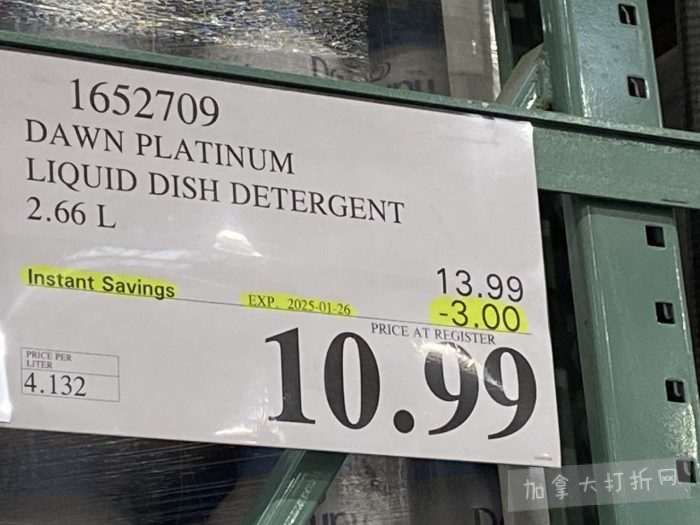 1652709
DAWN PLATINUM
LIQUID DISH DETERGENT
2.66 L
13.99
Instant Savings EXP. 2025-01-26 -3.00
PRICE AT REGISTER
10.99
PRICE PER
LITER
4.132
加拿大打折网